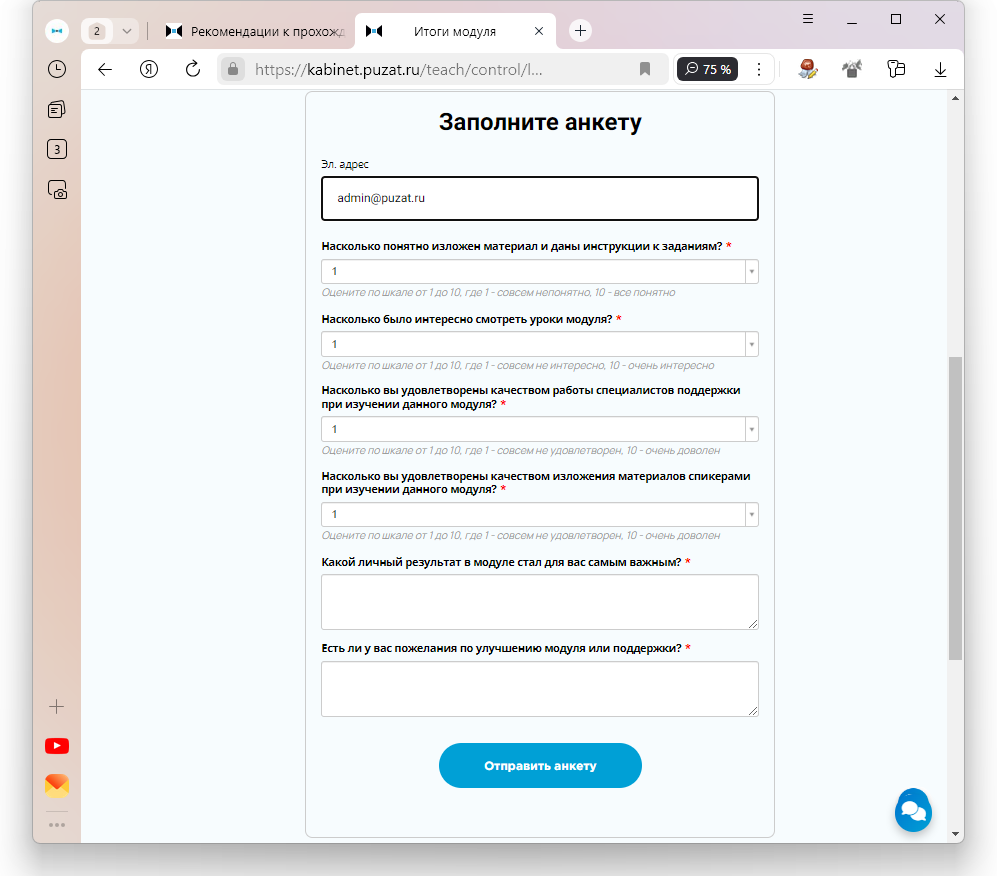 2
Рекомендации к прохожд
Итоги модуля
https://kabinet.puzat.ru/teach/control/l...
75 %
3
Заполните анкету
Эл. адрес
admin@puzat.ru
Насколько понятно изложен материал и даны инструкции к заданиям? *
1
Оцените по шкале от 1 до 10, где 1 - совсем непонятно, 10 - все понятно
Насколько было интересно смотреть уроки модуля? *
1
Оцените по шкале от 1 до 10, где 1 - совсем не интересно, 10 - очень интересно
Насколько вы удовлетворены качеством работы специалистов поддержки
при изучении данного модуля? *
1
Оцените по шкале от 1 до 10, где 1 - совсем не удовлетворен, 10 - очень доволен
Насколько вы удовлетворены качеством изложения материалов спикерами
при изучении данного модуля? *
1
Оцените по шкале от 1 до 10, где 1 - совсем не удовлетворен, 10 - очень доволен
Какой личный результат в модуле стал для вас самым важным? *
Есть ли у вас пожелания по улучшению модуля или поддержки? *
Отправить анкету